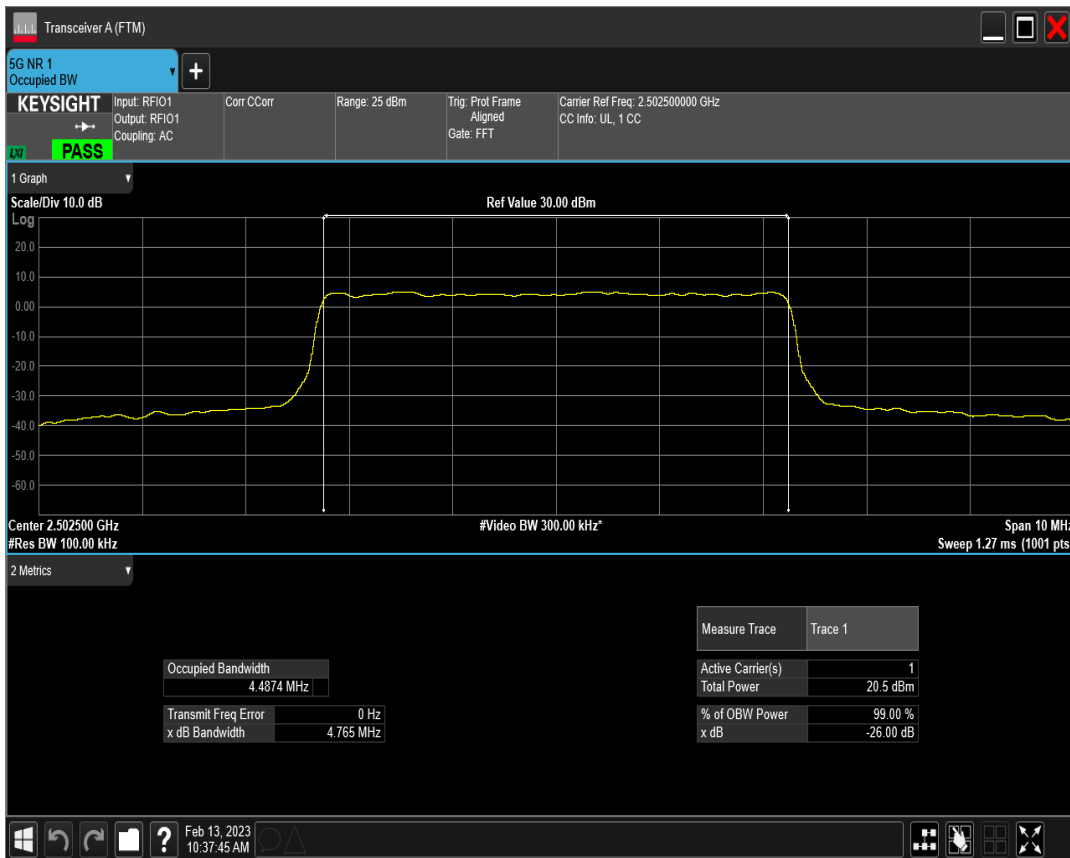 Transceiver A (FTM)
5G NR 1
Occupied BW
+
KEYSIGHT
LXI
PASS
Input: RFIO1
Output: RFIO1
Coupling: AC
Corr CCorr
Range: 25 dBm
Trig: Prot Frame
Aligned
Gate: FFT
Carrier Ref Freq: 2.502500000 GHz
CC Info: UL, 1 CC
1 Graph
Scale/Div 10.0 dB
Ref Value 30.00 dBm
Log
20.0
10.0
0.00
-10.0
-20.0
-30.0
-40.0
-50.0
-60.0
Center 2.502500 GHz
#Video BW 300.00 kHz*
Span 10 MHz
#Res BW 100.00 kHz
Sweep 1.27 ms (1001 pts
2 Metrics
Measure Trace Trace 1
Occupied Bandwidth
4.4874 MHz
Active Carrier(s) 1
Total Power 20.5 dBm
Transmit Freq Error 0 Hz
x dB Bandwidth 4.765 MHz
% of OBW Power 99.00 %
x dB -26.00 dB
?
Feb 13, 2023
10:37:45 AM